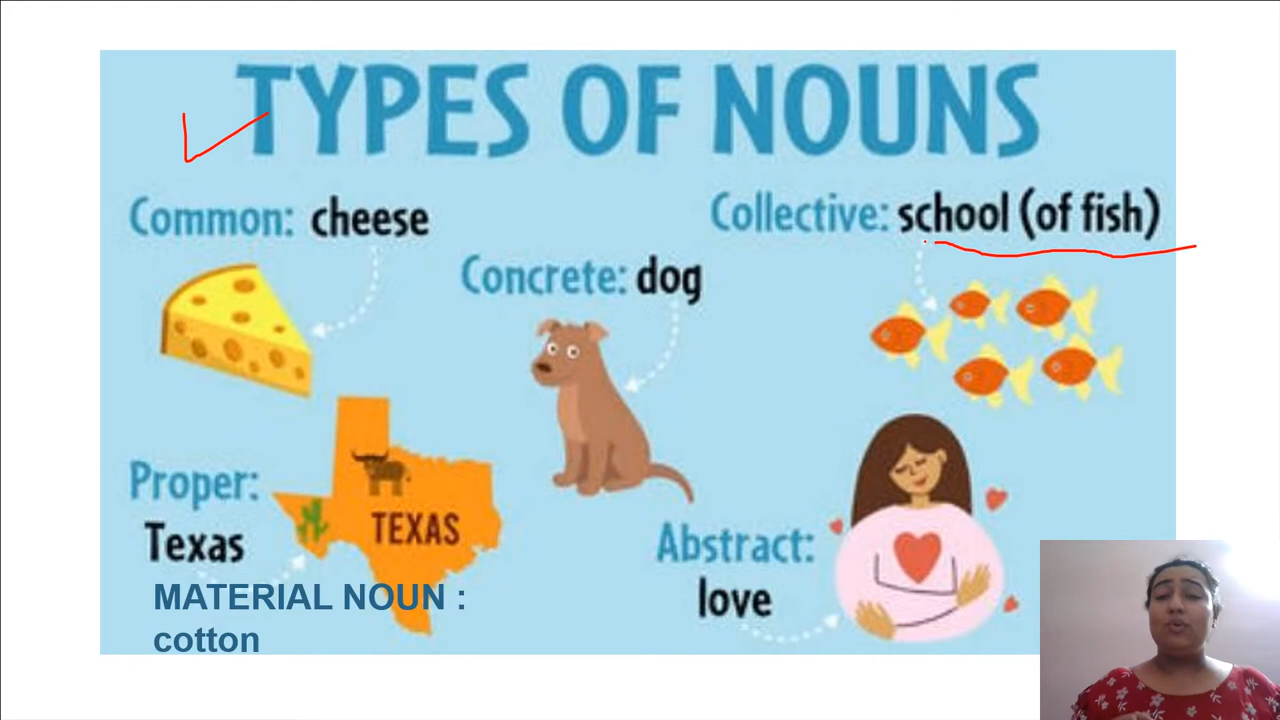 TYPES OF NOUNS
Common: cheese
Collective: school (of fish)
Concrete: dog
Proper:
Texas
TEXAS
Abstract:
love
MATERIAL NOUN :
cotton